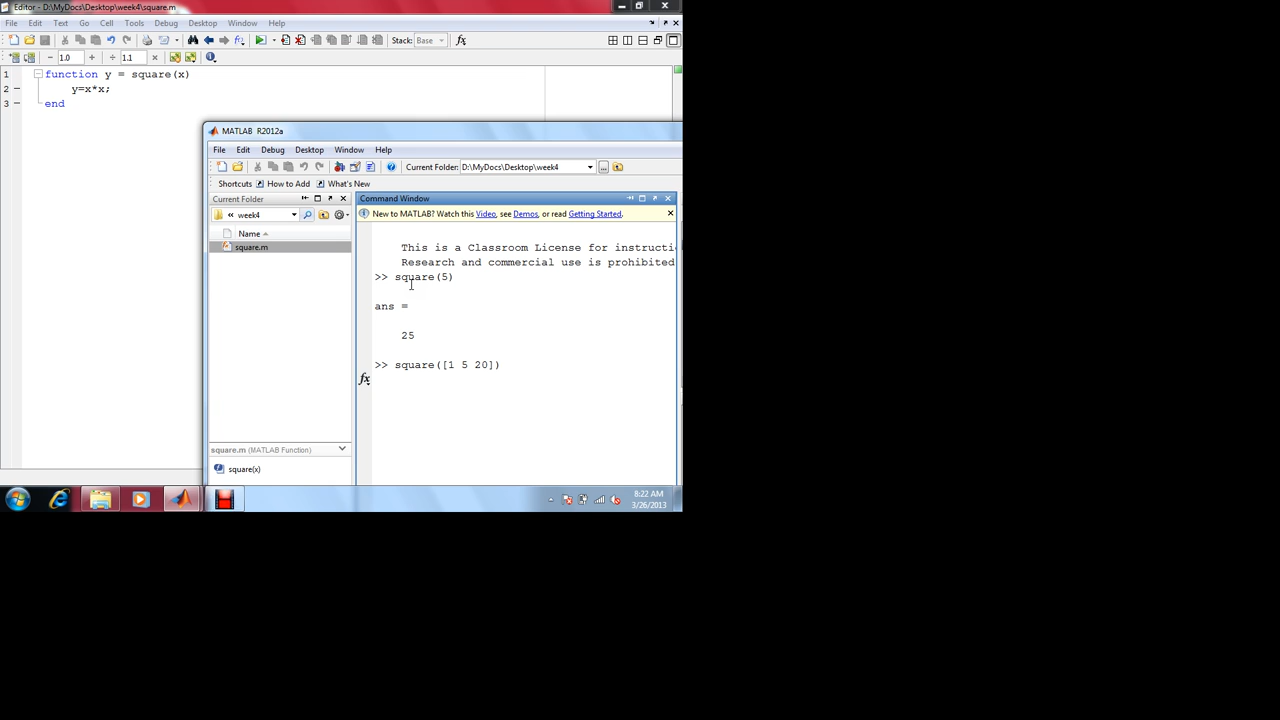 Editor - D:\MyDocs\Desktop\week4\square.m
File Edit Text Go Cell Tools Debug Desktop Window Help
Stack: Base fx
1.0 1.1
1 function y = square(x)
2 y=x*x;
3 end
MATLAB R2012a
File Edit Debug Desktop Window Help
Current Folder: D:\MyDocs\Desktop\week4
Shortcuts How to Add What's New
Current Folder
Command Window
« week4
New to MATLAB? Watch this Video, see Demos, or read Getting Started.
Name
square.m
This is a Classroom License for instructi
Research and commercial use is prohibited
>> square(5)
ans =
25
>> square([1 5 20])
fx
square.m (MATLAB Function)
square(x)
8:22 AM
3/26/2013